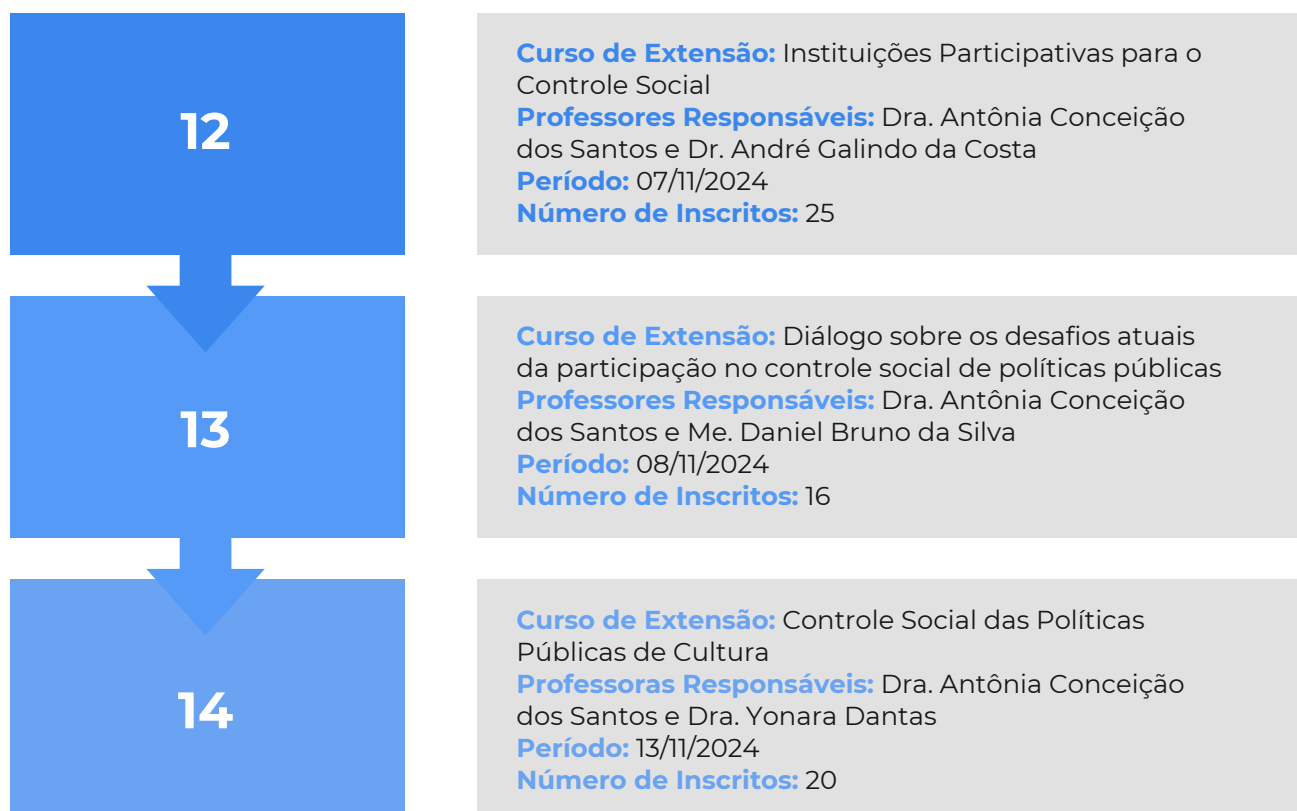 12
Curso de Extensão: Instituições Participativas para o
Controle Social
Professores Responsáveis: Dra. Antônia Conceição
dos Santos e Dr. André Galindo da Costa
Período: 07/11/2024
Número de Inscritos: 25
13
Curso de Extensão: Diálogo sobre os desafios atuais
da participação no controle social de políticas públicas
Professores Responsáveis: Dra. Antônia Conceição
dos Santos e Me. Daniel Bruno da Silva
Período: 08/11/2024
Número de Inscritos: 16
14
Curso de Extensão: Controle Social das Políticas
Públicas de Cultura
Professoras Responsáveis: Dra. Antônia Conceição
dos Santos e Dra. Yonara Dantas
Período: 13/11/2024
Número de Inscritos: 20